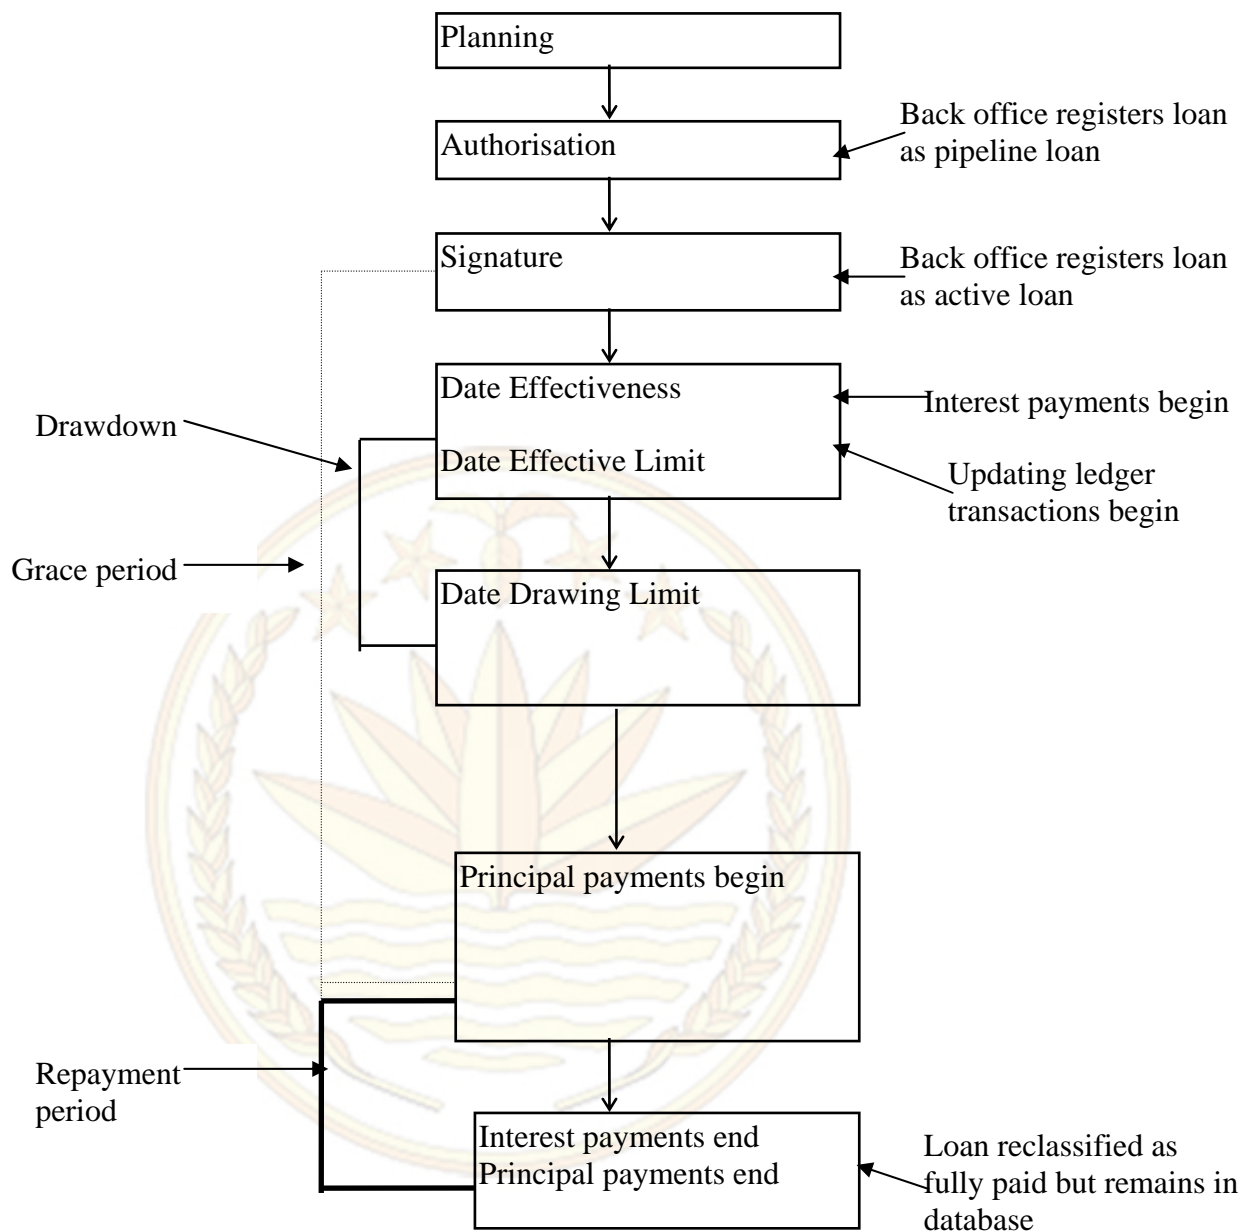 Planning
Authorisation
Back office registers loan
as pipeline loan
Signature
Back office registers loan
as active loan
Date Effectiveness
Date Effective Limit
Interest payments begin
Updating ledger
transactions begin
Drawdown
Grace period
Date Drawing Limit
Principal payments begin
Repayment
period
Interest payments end
Principal payments end
Loan reclassified as
fully paid but remains in
database